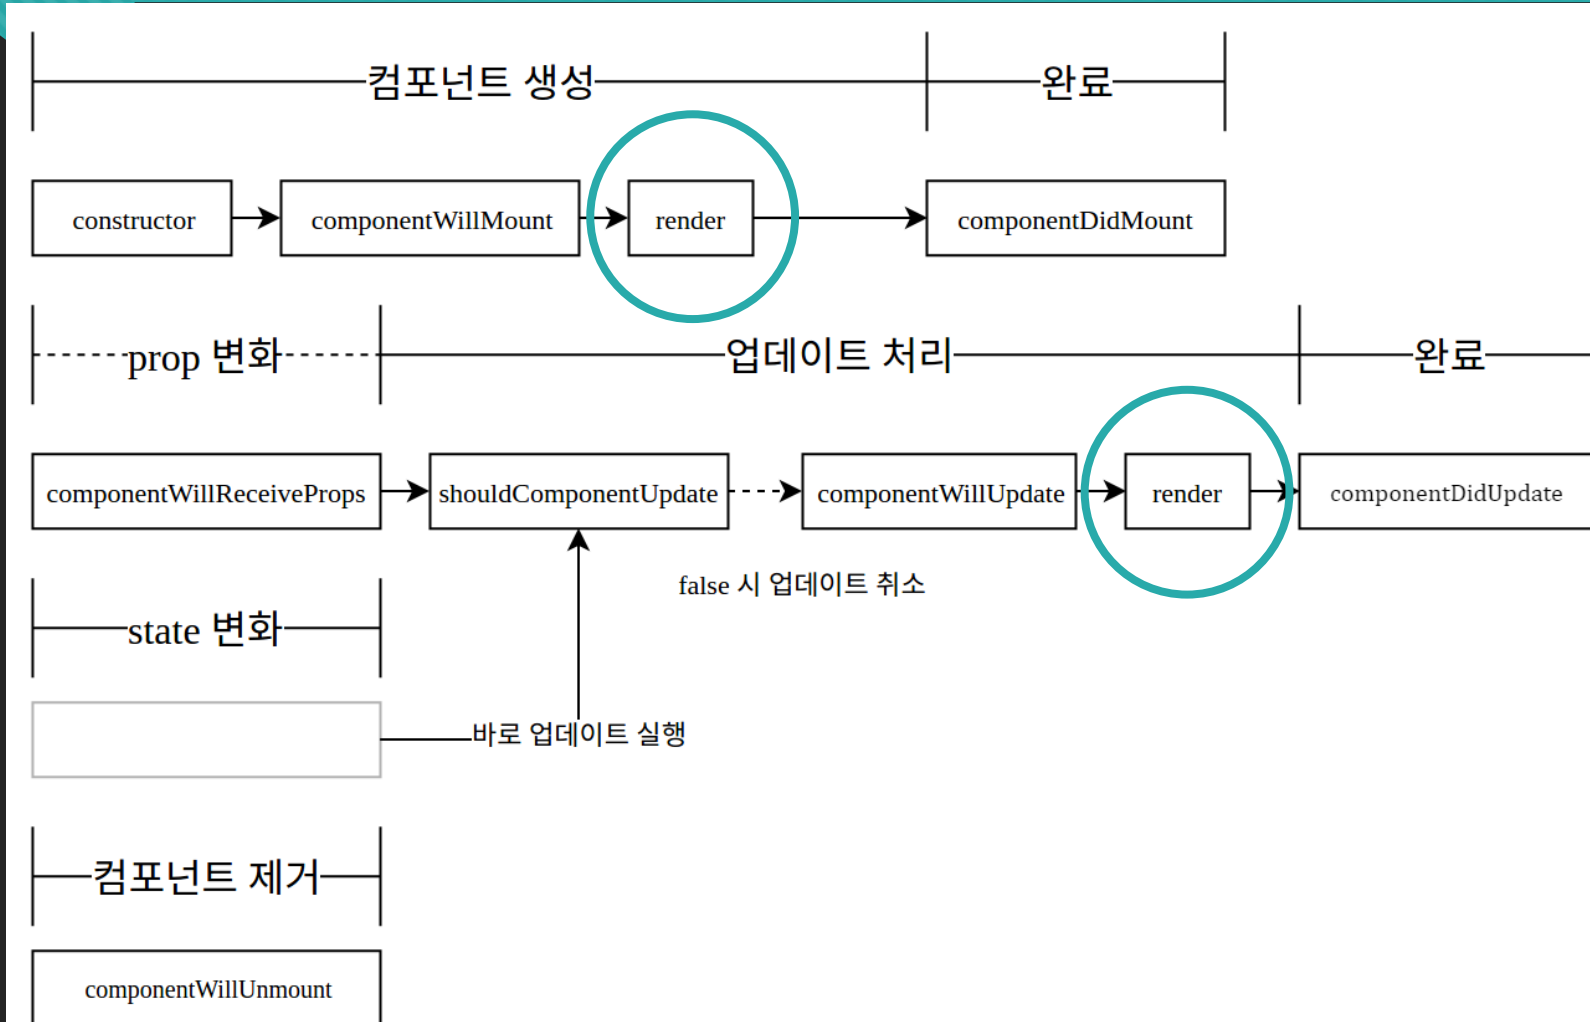 컴포넌트 생성 완료
constructor componentWillMount render componentDidMount
prop 변화 업데이트 처리 완료
componentWillReceiveProps shouldComponentUpdate componentWillUpdate render componentDidUpdate
false 시 업데이트 취소
state 변화
바로 업데이트 실행
컴포넌트 제거
componentWillUnmount